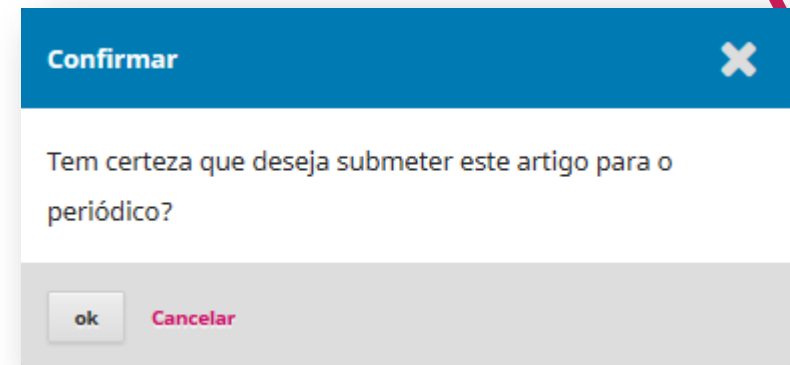 Confirmar
Tem certeza que deseja submeter este artigo para o
periódico?
ok Cancelar